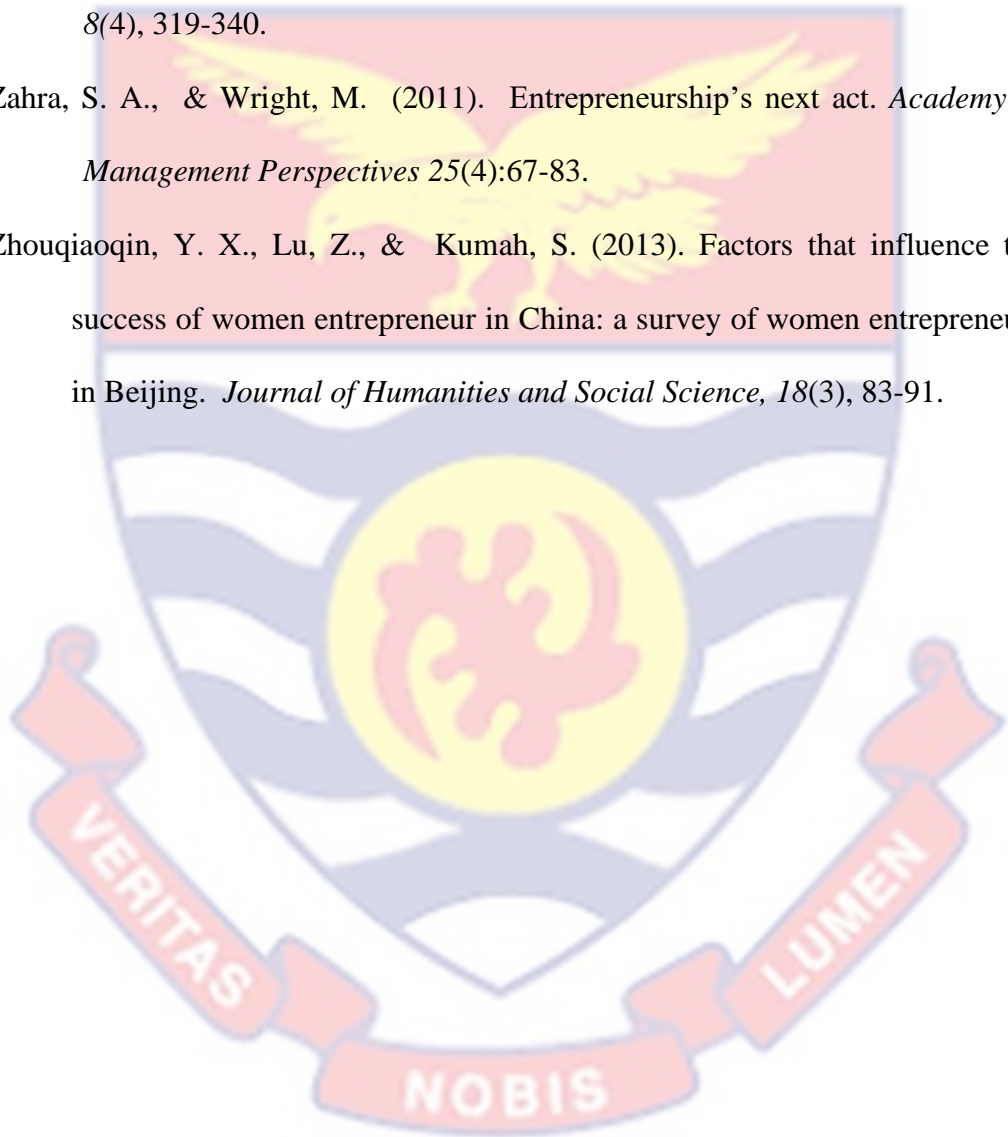 8(4), 319-340.
Zahra, S. A., & Wright, M. (2011). Entrepreneurship’s next act. Academy
Management Perspectives 25(4):67-83.
Zhouqiaoqin, Y. X., Lu, Z., & Kumah, S. (2013). Factors that influence t
success of women entrepreneur in China: a survey of women entrepreneu
in Beijing. Journal of Humanities and Social Science, 18(3), 83-91.
VERITAS
NOBIS
LUMEN